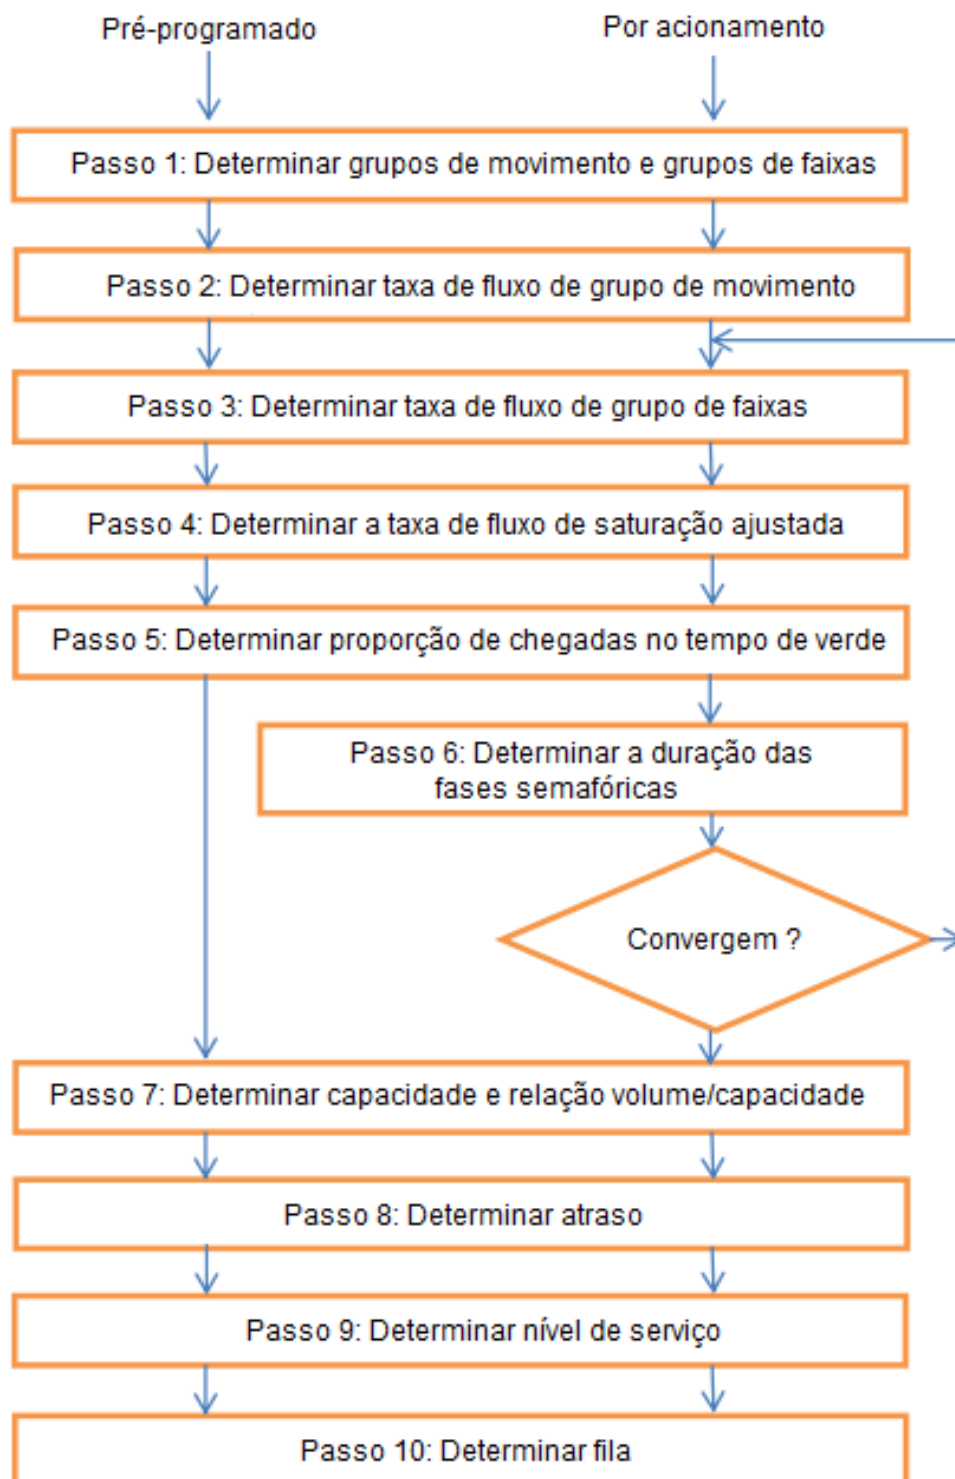 Pré-programado
Por acionamento
Passo 1: Determinar grupos de movimento e grupos de faixas
Passo 2: Determinar taxa de fluxo de grupo de movimento
Passo 3: Determinar taxa de fluxo de grupo de faixas
Passo 4: Determinar a taxa de fluxo de saturação ajustada
Passo 5: Determinar proporção de chegadas no tempo de verde
Passo 6: Determinar a duração das
fases semafóricas
Convergem ?
Passo 7: Determinar capacidade e relação volume/capacidade
Passo 8: Determinar atraso
Passo 9: Determinar nível de serviço
Passo 10: Determinar fila